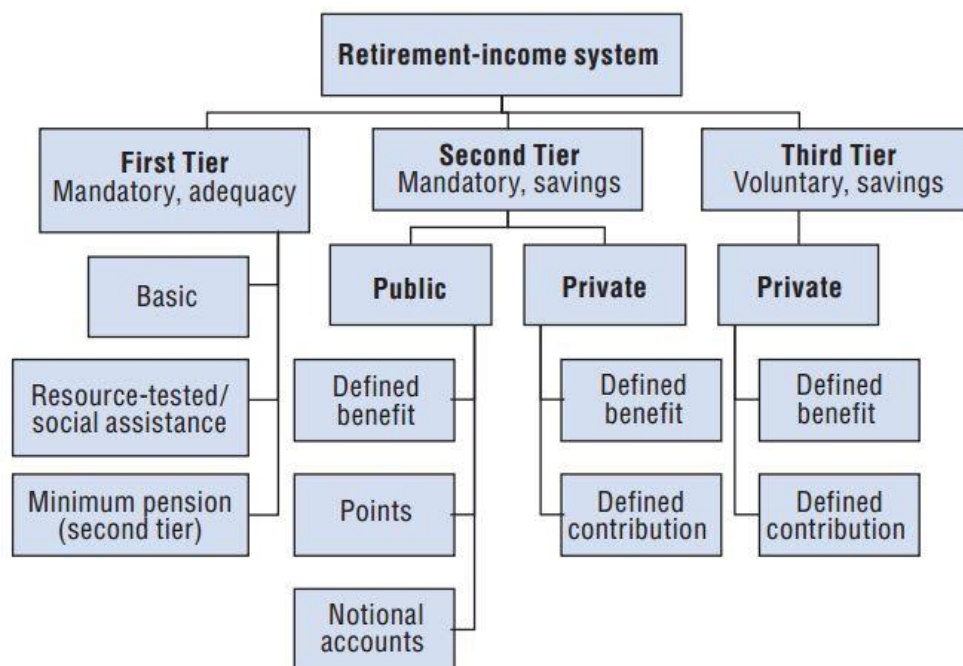 Retirement-income system
First Tier
Mandatory, adequacy
Second Tier
Mandatory, savings
Third Tier
Voluntary, savings
Basic
Resource-tested/
social assistance
Minimum pension
(second tier)
Public
Defined
benefit
Points
Notional
accounts
Private
Defined
benefit
Defined
contribution
Private
Defined
benefit
Defined
contribution